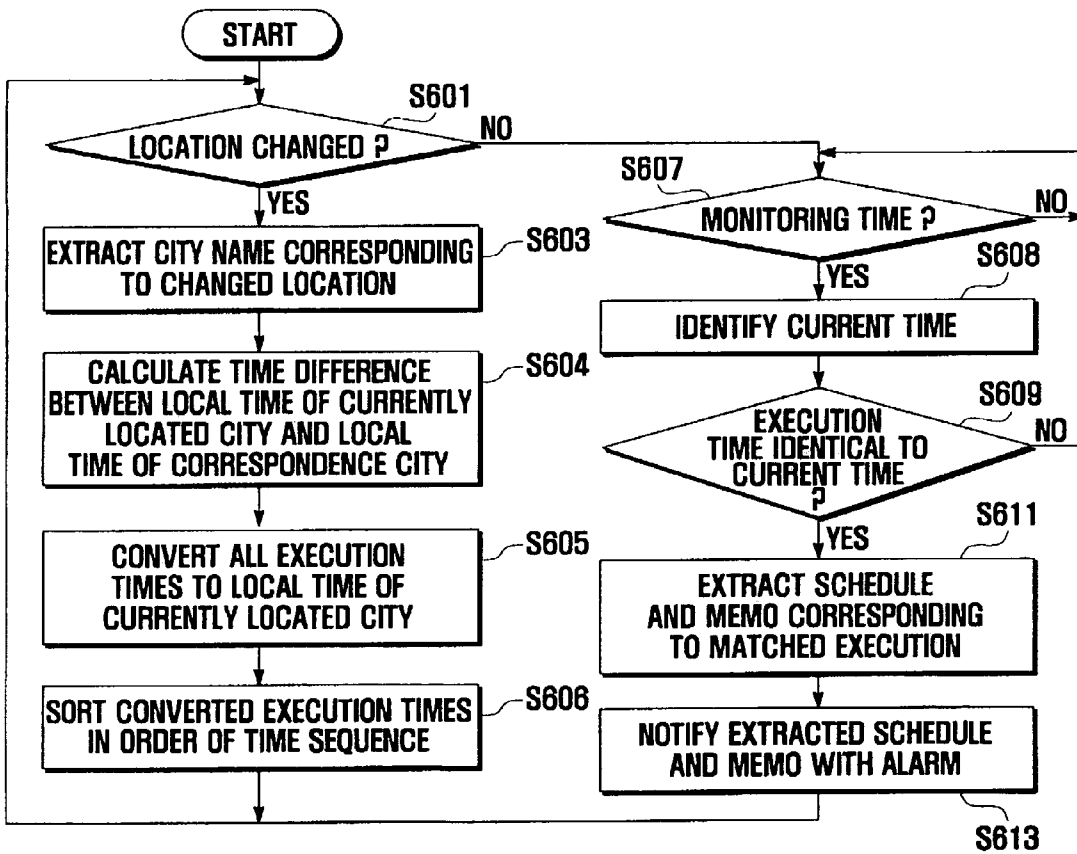 START
S601
LOCATION CHANGED ?
NO
YES
EXTRACT CITY NAME CORRESPONDING
TO CHANGED LOCATION
S603
CALCULATE TIME DIFFERENCE
BETWEEN LOCAL TIME OF CURRENTLY
LOCATED CITY AND LOCAL
TIME OF CORRESPONDENCE CITY
S604
CONVERT ALL EXECUTION
TIMES TO LOCAL TIME OF
CURRENTLY LOCATED CITY
S605
SORT CONVERTED EXECUTION TIMES
IN ORDER OF TIME SEQUENCE
S606
S607
MONITORING TIME ?
NO
YES
S608
IDENTIFY CURRENT TIME
S609
EXECUTION
TIME IDENTICAL TO
CURRENT TIME
?
NO
YES
S611
EXTRACT SCHEDULE
AND MEMO CORRESPONDING
TO MATCHED EXECUTION
NOTIFY EXTRACTED SCHEDULE
AND MEMO WITH ALARM
S613